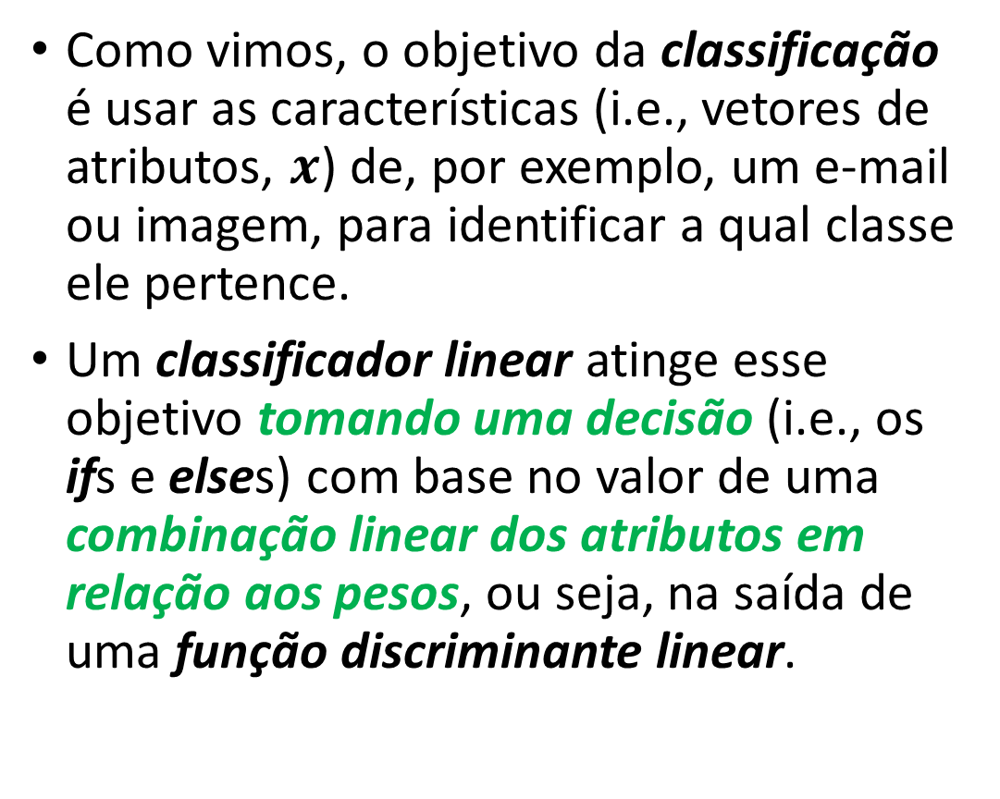 • Como vimos, o objetivo da classificação
é usar as características (i.e., vetores de
atributos, x) de, por exemplo, um e-mail
ou imagem, para identificar a qual classe
ele pertence.
• Um classificador linear atinge esse
objetivo tomando uma decisão (i.e., os
ifs e elses) com base no valor de uma
combinação linear dos atributos em
relação aos pesos, ou seja, na saída de
uma função discriminante linear.